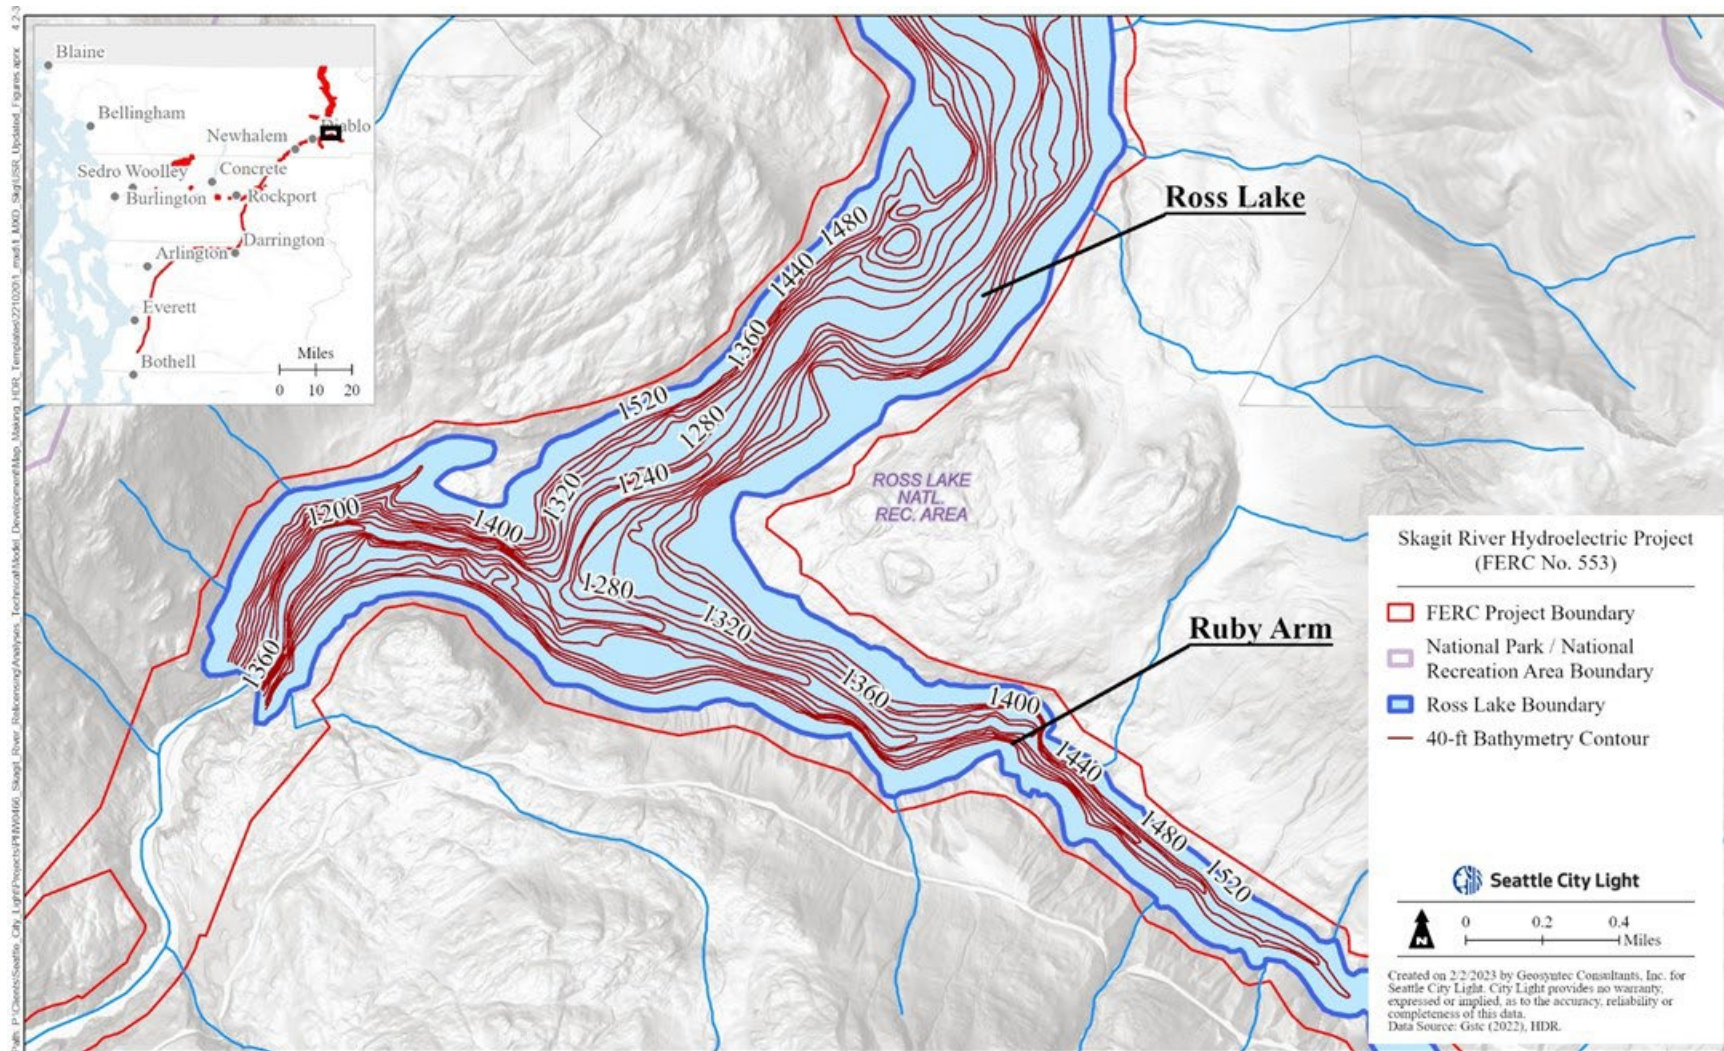 Blaine
Bellingham
Newhalem
Diablo
Sedro Woolley
Concrete
Burlington
Rockport
Darrington
Arlington
Everett
Bothell
Miles
0 10 20
Ross Lake
1480
1440
1360
1520
1280
1240
1320
1200
1400
1280
1320
1360
1360
1400
1440
1480
1520
ROSS LAKE
NATL.
REC. AREA
Ruby Arm
Skagit River Hydroelectric Project
(FERC No. 553)
FERC Project Boundary
National Park / National
Recreation Area Boundary
Ross Lake Boundary
40-ft Bathymetry Contour
Seattle City Light
N
0 0.2 0.4
Miles
Created on 2/2/2023 by Geosyntec Consultants, Inc. for
Seattle City Light. City Light provides no warranty,
expressed or implied, as to the accuracy, reliability or
completeness of this data.
Data Source: Gstc (2022), HDR.